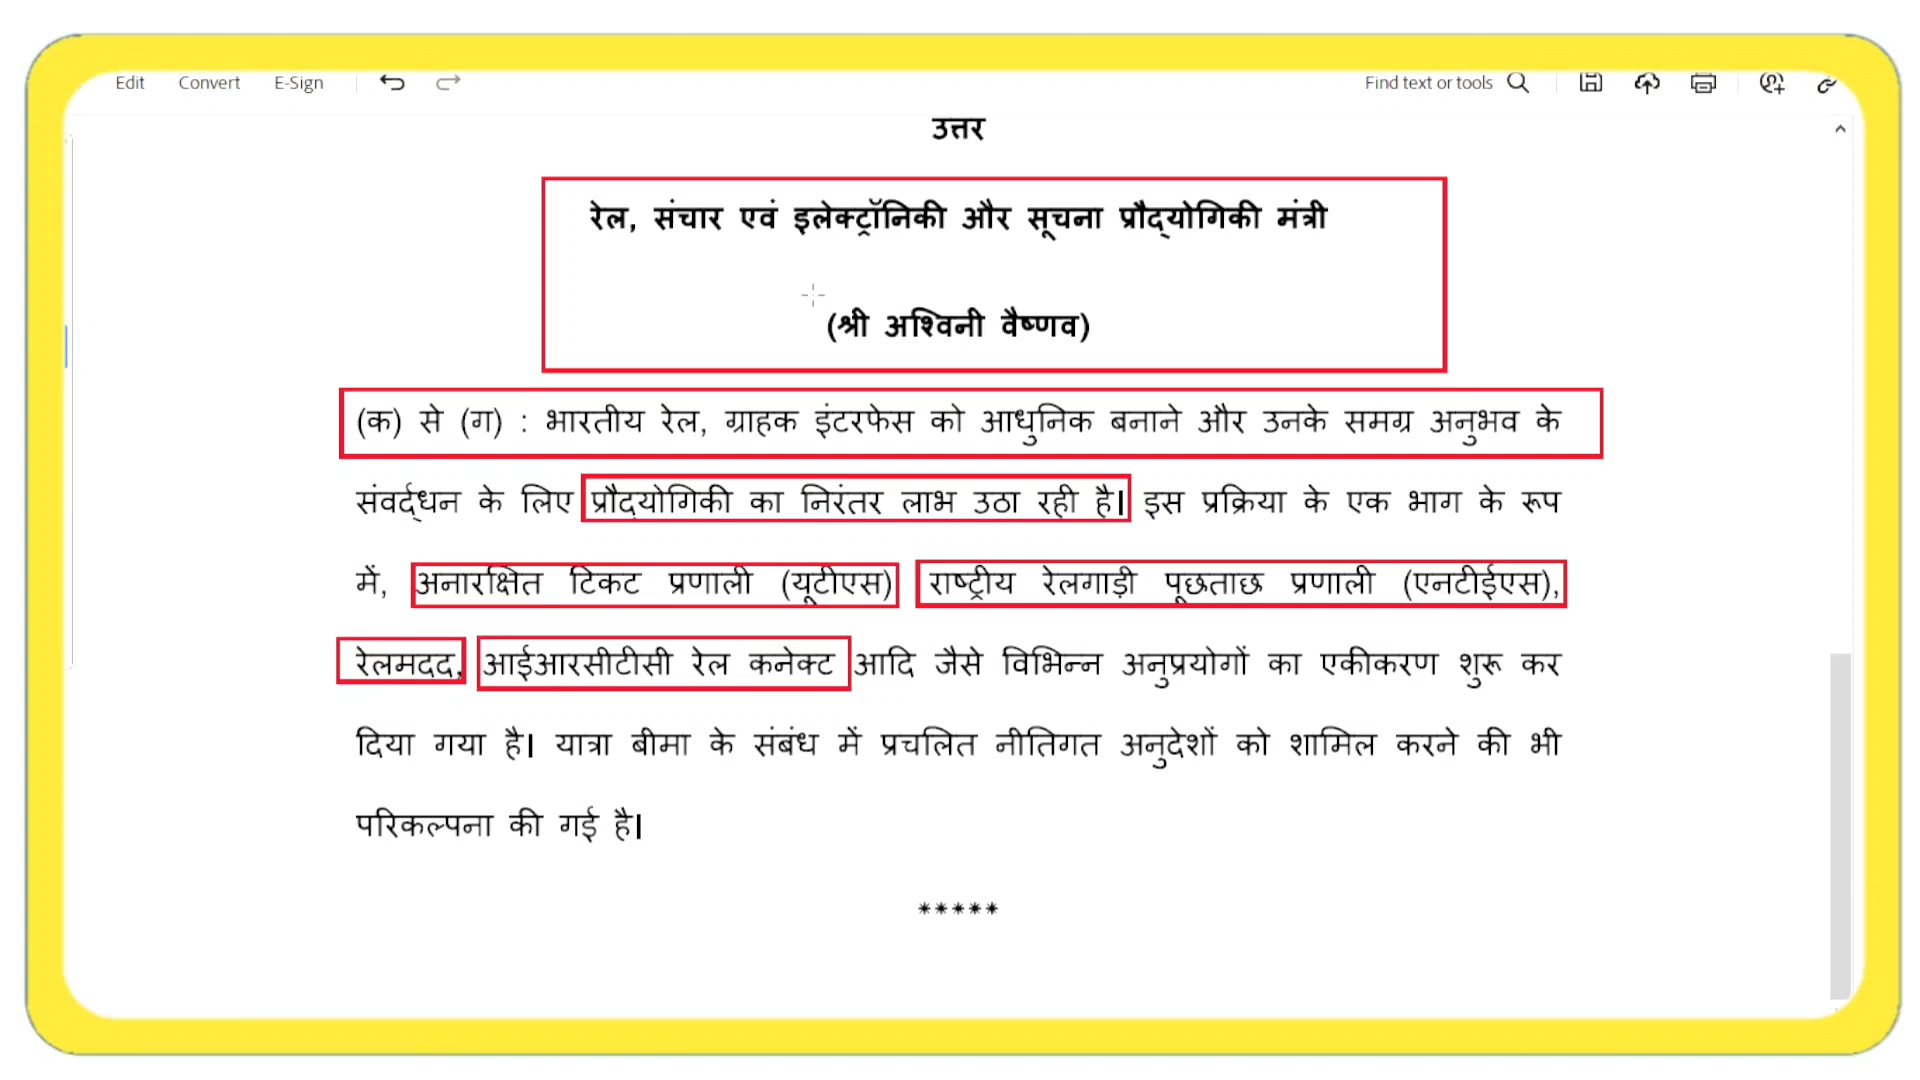 Edit Convert E-Sign Find text or tools
उत्तर
रेल, संचार एवं इलेक्ट्रॉनिकी और सूचना प्रौद्योगिकी मंत्री
(श्री अश्विनी वैष्णव)
(क) से (ग) : भारतीय रेल, ग्राहक इंटरफेस को आधुनिक बनाने और उनके समग्र अनुभव के
संवर्द्धन के लिए प्रौद्योगिकी का निरंतर लाभ उठा रही है। इस प्रक्रिया के एक भाग के रूप
में, अनारक्षित टिकट प्रणाली (यूटीएस) राष्ट्रीय रेलगाड़ी पूछताछ प्रणाली (एनटीईएस),
रेलमदद, आईआरसीटीसी रेल कनेक्ट आदि जैसे विभिन्न अनुप्रयोगों का एकीकरण शुरू कर
दिया गया है। यात्रा बीमा के संबंध में प्रचलित नीतिगत अनुदेशों को शामिल करने की भी
परिकल्पना की गई है।
*****